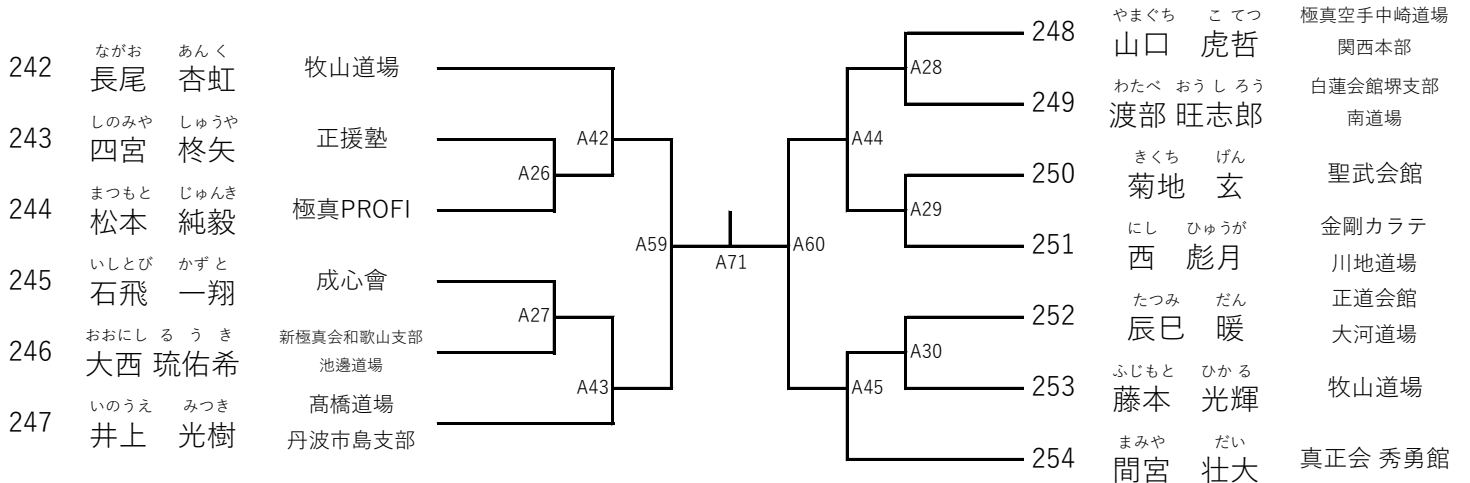 ながお あんく
242 長尾 杏虹 牧山道場
しのみや しゅうや
243 四宮 柊矢 正援塾
まつもと じゅんき
244 松本 純毅 極真PROFI
いしとび かずと
245 石飛 一翔 成心會
おおにし るうき
246 大西 琉佑希 新極真会和歌山支部
池邊道場
いのうえ みつき
247 井上 光樹 髙橋道場
丹波市島支部
A42
A26
A59
A27
A43
A71
A60
A28
A44
A29
A30
A45
やまぐち こてつ
248 山口 虎哲 極真空手中崎道場
関西本部
わたべ おうしろう
249 渡部 旺志郎 白蓮会館堺支部
南道場
きくち げん
250 菊地 玄 聖武会館
にし ひゅうが
251 西 彪月 金剛カラテ
川地道場
たつみ だん
252 辰巳 暖 正道会館
大河道場
ふじもと ひかる
253 藤本 光輝 牧山道場
まみや だい
254 間宮 壮大 真正会 秀勇館